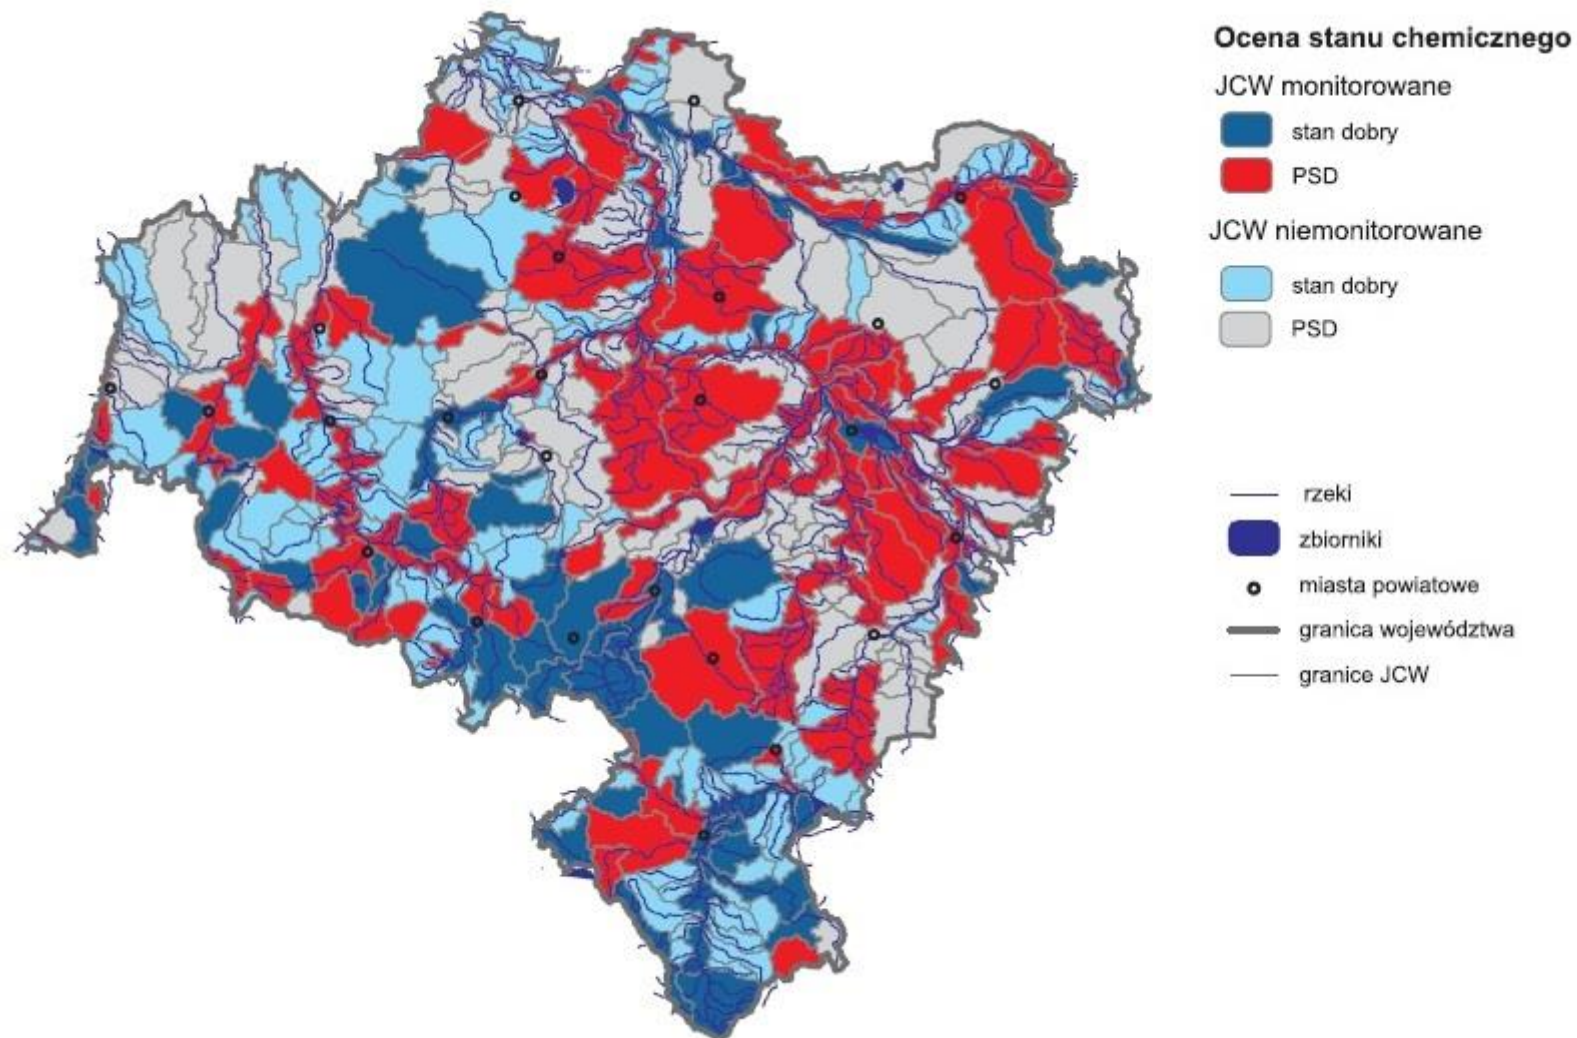 Ocena stanu chemicznego
JCW monitorowane
stan dobry
PSD
JCW niemonitorowane
stan dobry
PSD
rzeki
zbiorniki
miasta powiatowe
granica województwa
granice JCW